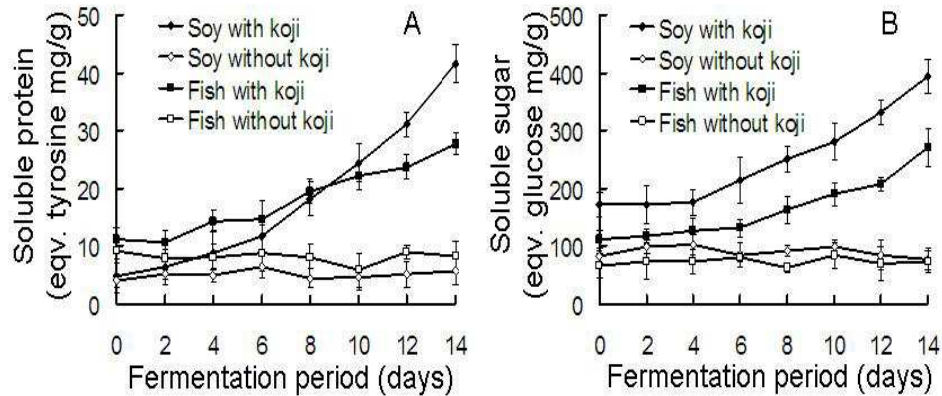 A
Soluble protein
(eqv. tyrosine mg/g)
50
40
30
20
10
0
Soy with koji
Soy without koji
Fish with koji
Fish without koji
0 2 4 6 8 10 12 14
Fermentation period (days)
B
Soluble sugar
(eqv. glucose mg/g)
500
400
300
200
100
0
Soy with koji
Soy without koji
Fish with koji
Fish without koji
0 2 4 6 8 10 12 14
Fermentation period (days)